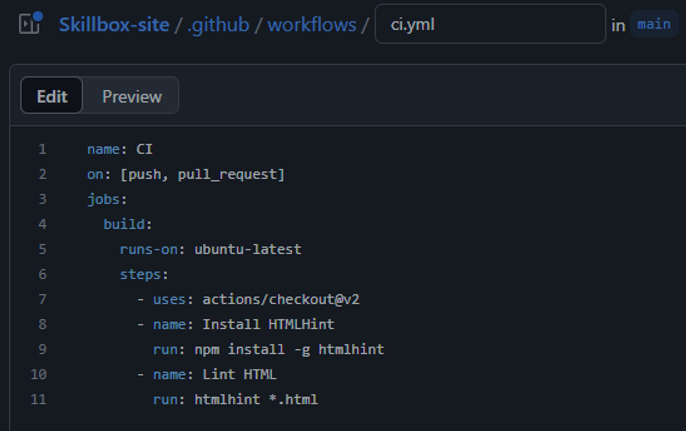 Skillbox-site / .github / workflows / ci.yml in main
Edit Preview
1 name: CI
2 on: [push, pull_request]
3 jobs:
4   build:
5     runs-on: ubuntu-latest
6     steps:
7       - uses: actions/checkout@v2
8       - name: Install HTMLHint
9         run: npm install -g htmlhint
10       - name: Lint HTML
11         run: htmlhint *.html